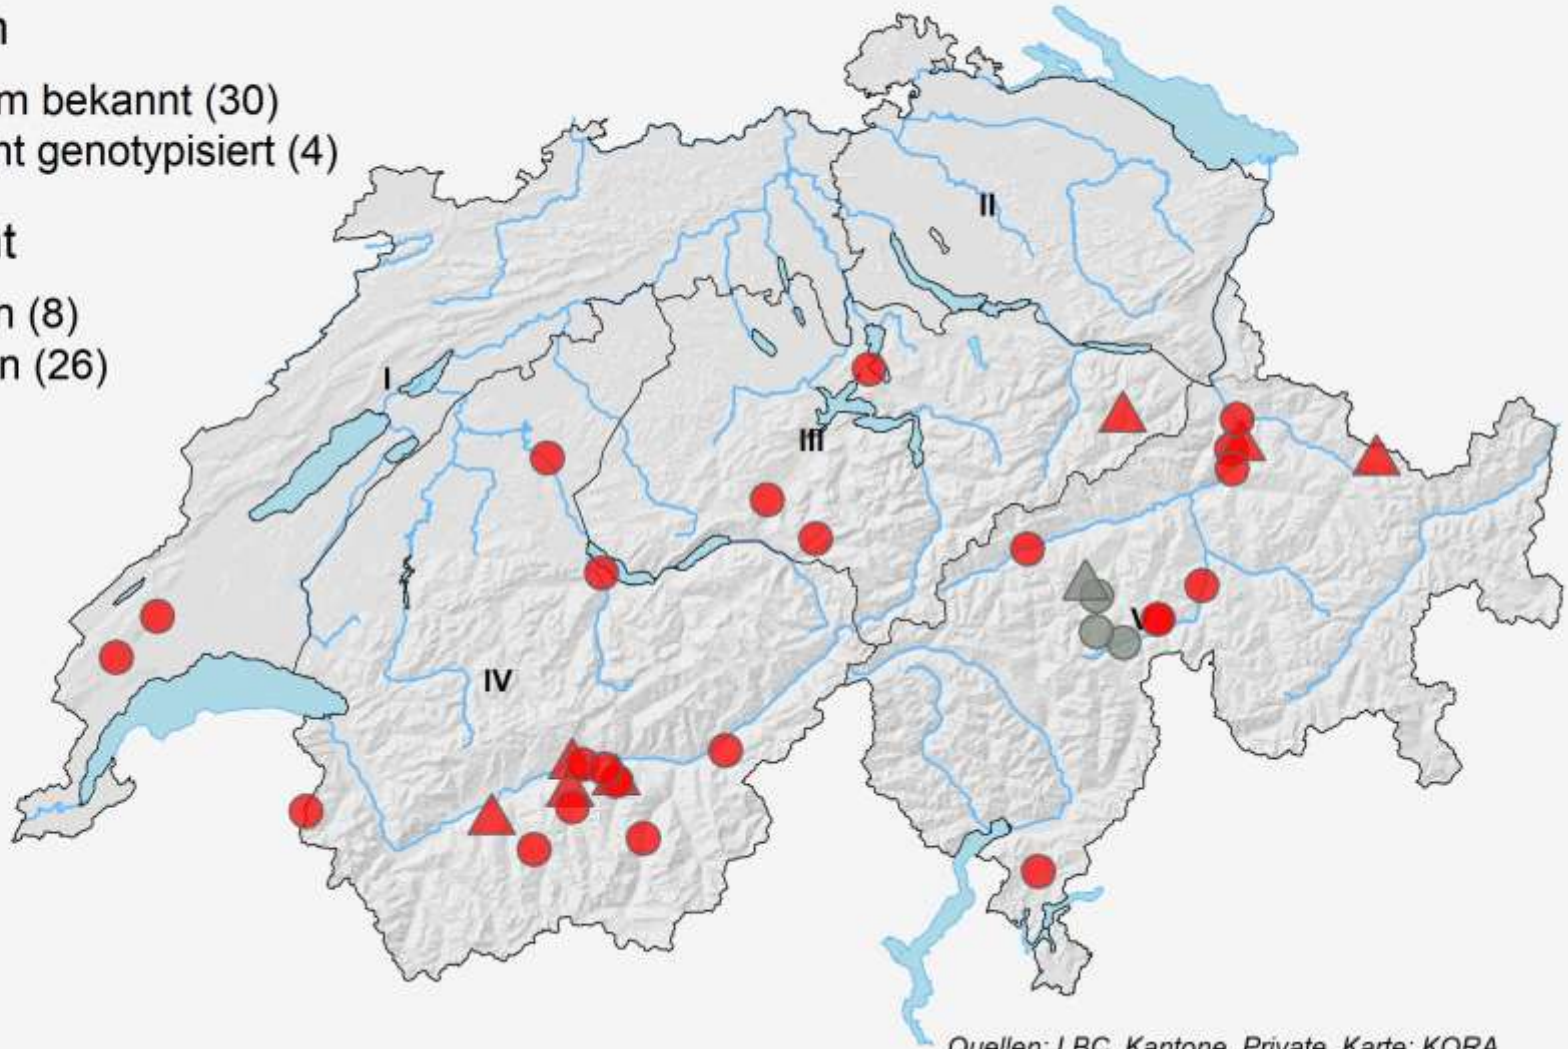 m bekannt (30)
nt genotypisiert (4)
t
n (8)
n (26)
I
II
III
IV
V
Quellen: LBC, Kantone, Private, Karte: KORA